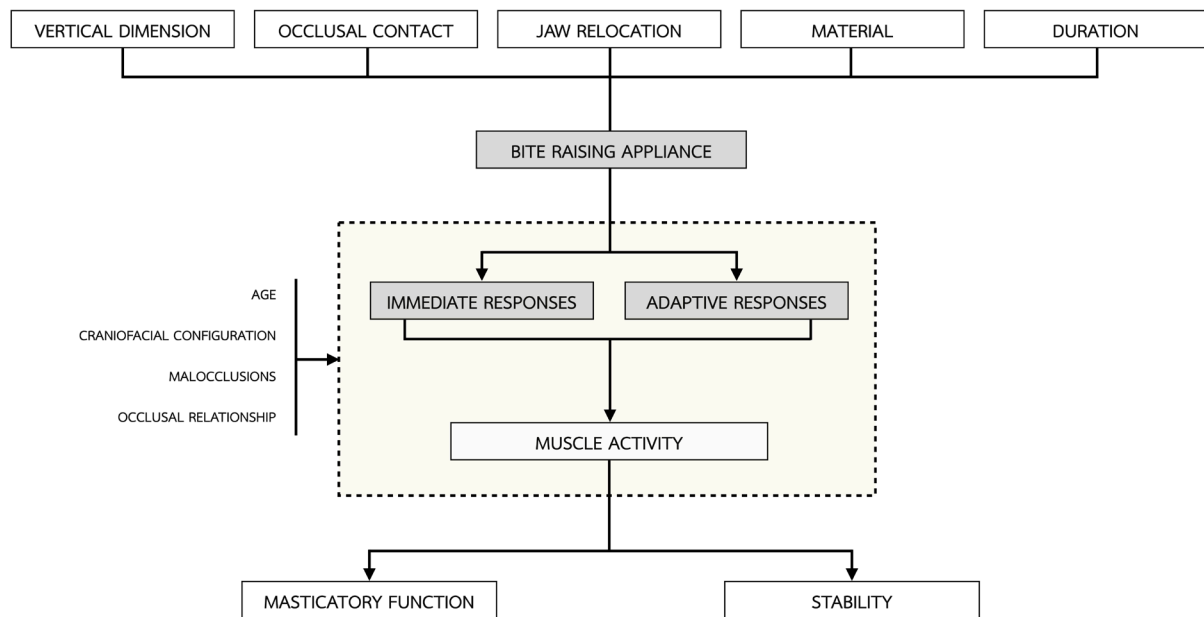 VERTICAL DIMENSION
OCCLUSAL CONTACT
JAW RELOCATION
MATERIAL
DURATION
BITE RAISING APPLIANCE
IMMEDIATE RESPONSES
ADAPTIVE RESPONSES
AGE
CRANIOFACIAL CONFIGURATION
MALOCCLUSIONS
OCCLUSAL RELATIONSHIP
MUSCLE ACTIVITY
MASTICATORY FUNCTION
STABILITY